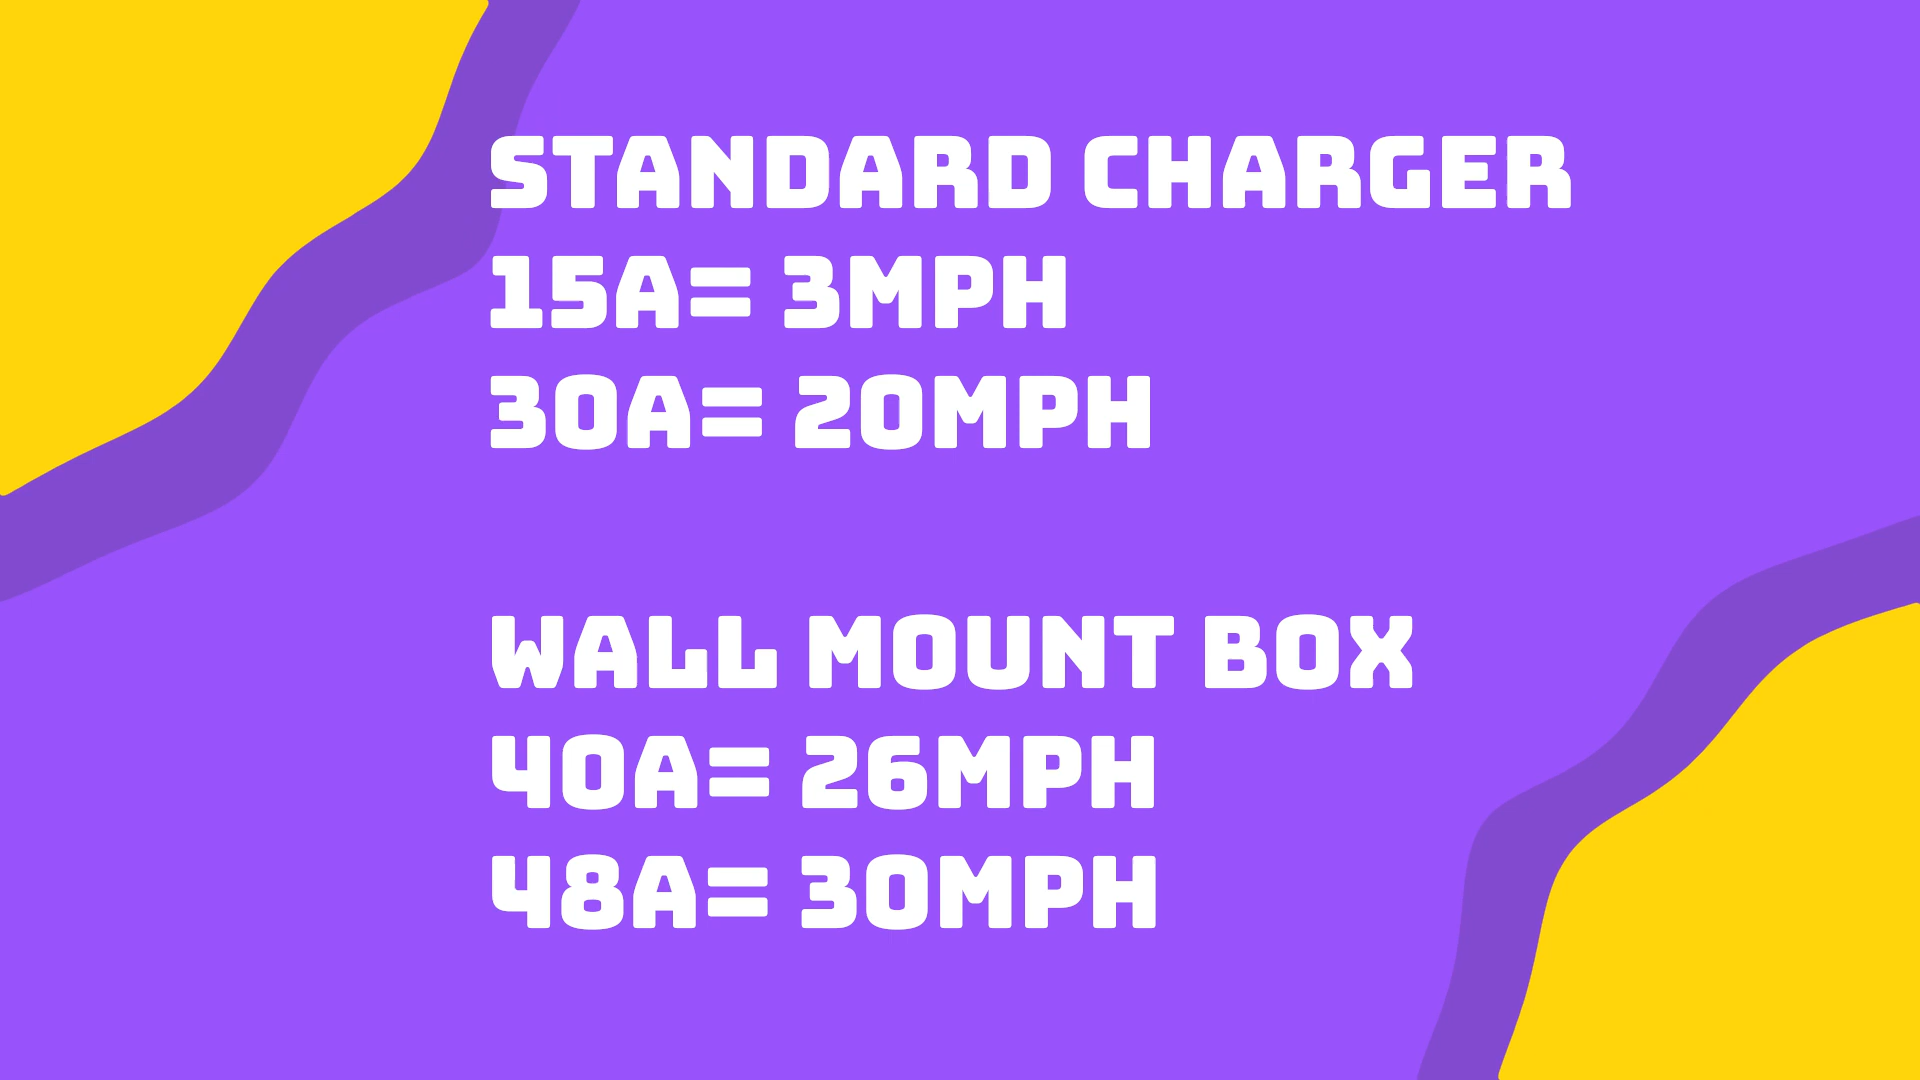 STANDARD CHARGER
15A= 3MPH
30A= 20MPH
WALL MOUNT BOX
40A= 26MPH
48A= 30MPH